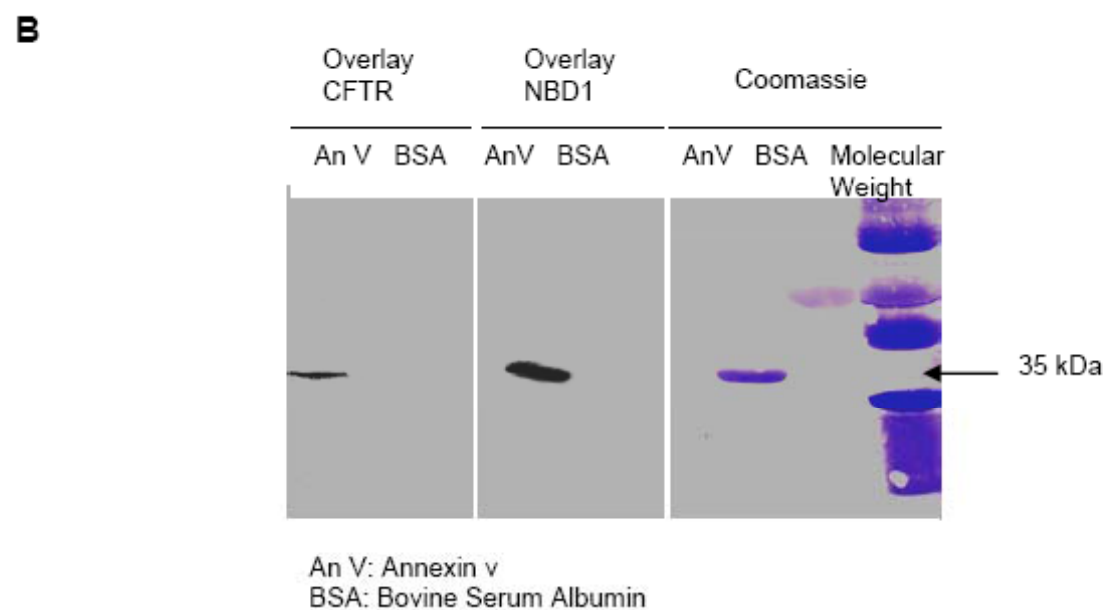 B
Overlay CFTR
Overlay NBD1
Coomassie
An V BSA
AnV BSA
AnV BSA Molecular Weight
35 kDa
An V: Annexin v
BSA: Bovine Serum Albumin